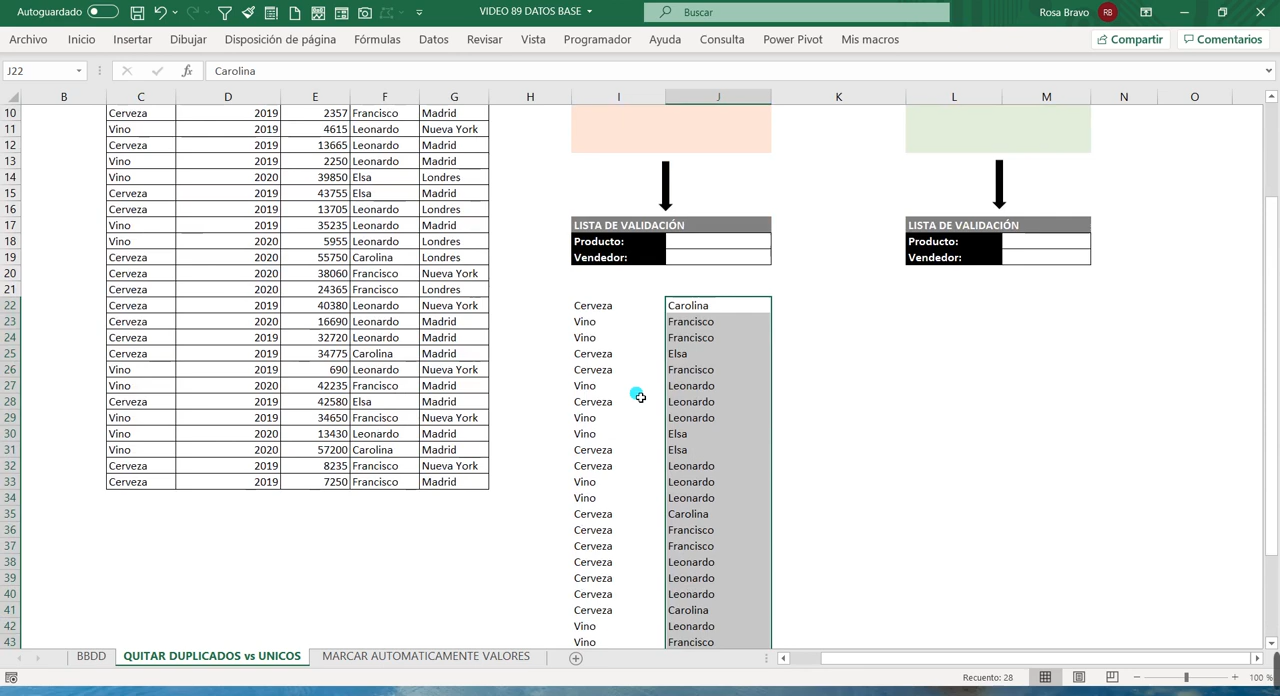 Autoguardado VIDEO 89 DATOS BASE Buscar Rosa Bravo RB
Archivo Inicio Insertar Dibujar Disposición de página Fórmulas Datos Revisar Vista Programador Ayuda Consulta Power Pivot Mis macros Compartir Comentarios
J22 fx Carolina
B C D E F G H I J K L M N O
10 Cerveza 2019 2357 Francisco Madrid
11 Vino 2019 4615 Leonardo Nueva York
12 Cerveza 2019 13665 Leonardo Madrid
13 Vino 2019 2250 Leonardo Madrid
14 Vino 2020 39850 Elsa Londres
15 Cerveza 2019 43755 Elsa Madrid
16 Cerveza 2019 13705 Leonardo Londres
17 Vino 2019 35235 Leonardo Madrid LISTA DE VALIDACIÓN LISTA DE VALIDACIÓN
18 Vino 2020 5955 Leonardo Londres Producto: Producto:
19 Cerveza 2020 55750 Carolina Londres Vendedor: Vendedor:
20 Cerveza 2020 38060 Francisco Nueva York
21 Cerveza 2020 24365 Francisco Londres
22 Cerveza 2019 40380 Leonardo Nueva York Cerveza Carolina
23 Cerveza 2020 16690 Leonardo Madrid Vino Francisco
24 Cerveza 2019 32720 Leonardo Madrid Vino Francisco
25 Cerveza 2019 34775 Carolina Madrid Cerveza Elsa
26 Vino 2019 690 Leonardo Nueva York Cerveza Francisco
27 Vino 2020 42235 Francisco Madrid Vino Leonardo
28 Cerveza 2019 42580 Elsa Madrid Cerveza Leonardo
29 Vino 2019 34650 Francisco Nueva York Vino Leonardo
30 Vino 2020 13430 Leonardo Madrid Vino Elsa
31 Vino 2020 57200 Carolina Madrid Cerveza Elsa
32 Cerveza 2019 8235 Francisco Nueva York Cerveza Leonardo
33 Cerveza 2019 7250 Francisco Madrid Vino Leonardo
34 Vino Leonardo
35 Cerveza Carolina
36 Cerveza Francisco
37 Cerveza Francisco
38 Cerveza Leonardo
39 Cerveza Leonardo
40 Cerveza Leonardo
41 Cerveza Carolina
42 Vino Leonardo
43 Vino Francisco
BBDD QUITAR DUPLICADOS vs UNICOS MARCAR AUTOMATICAMENTE VALORES
Recuento: 28 100 %